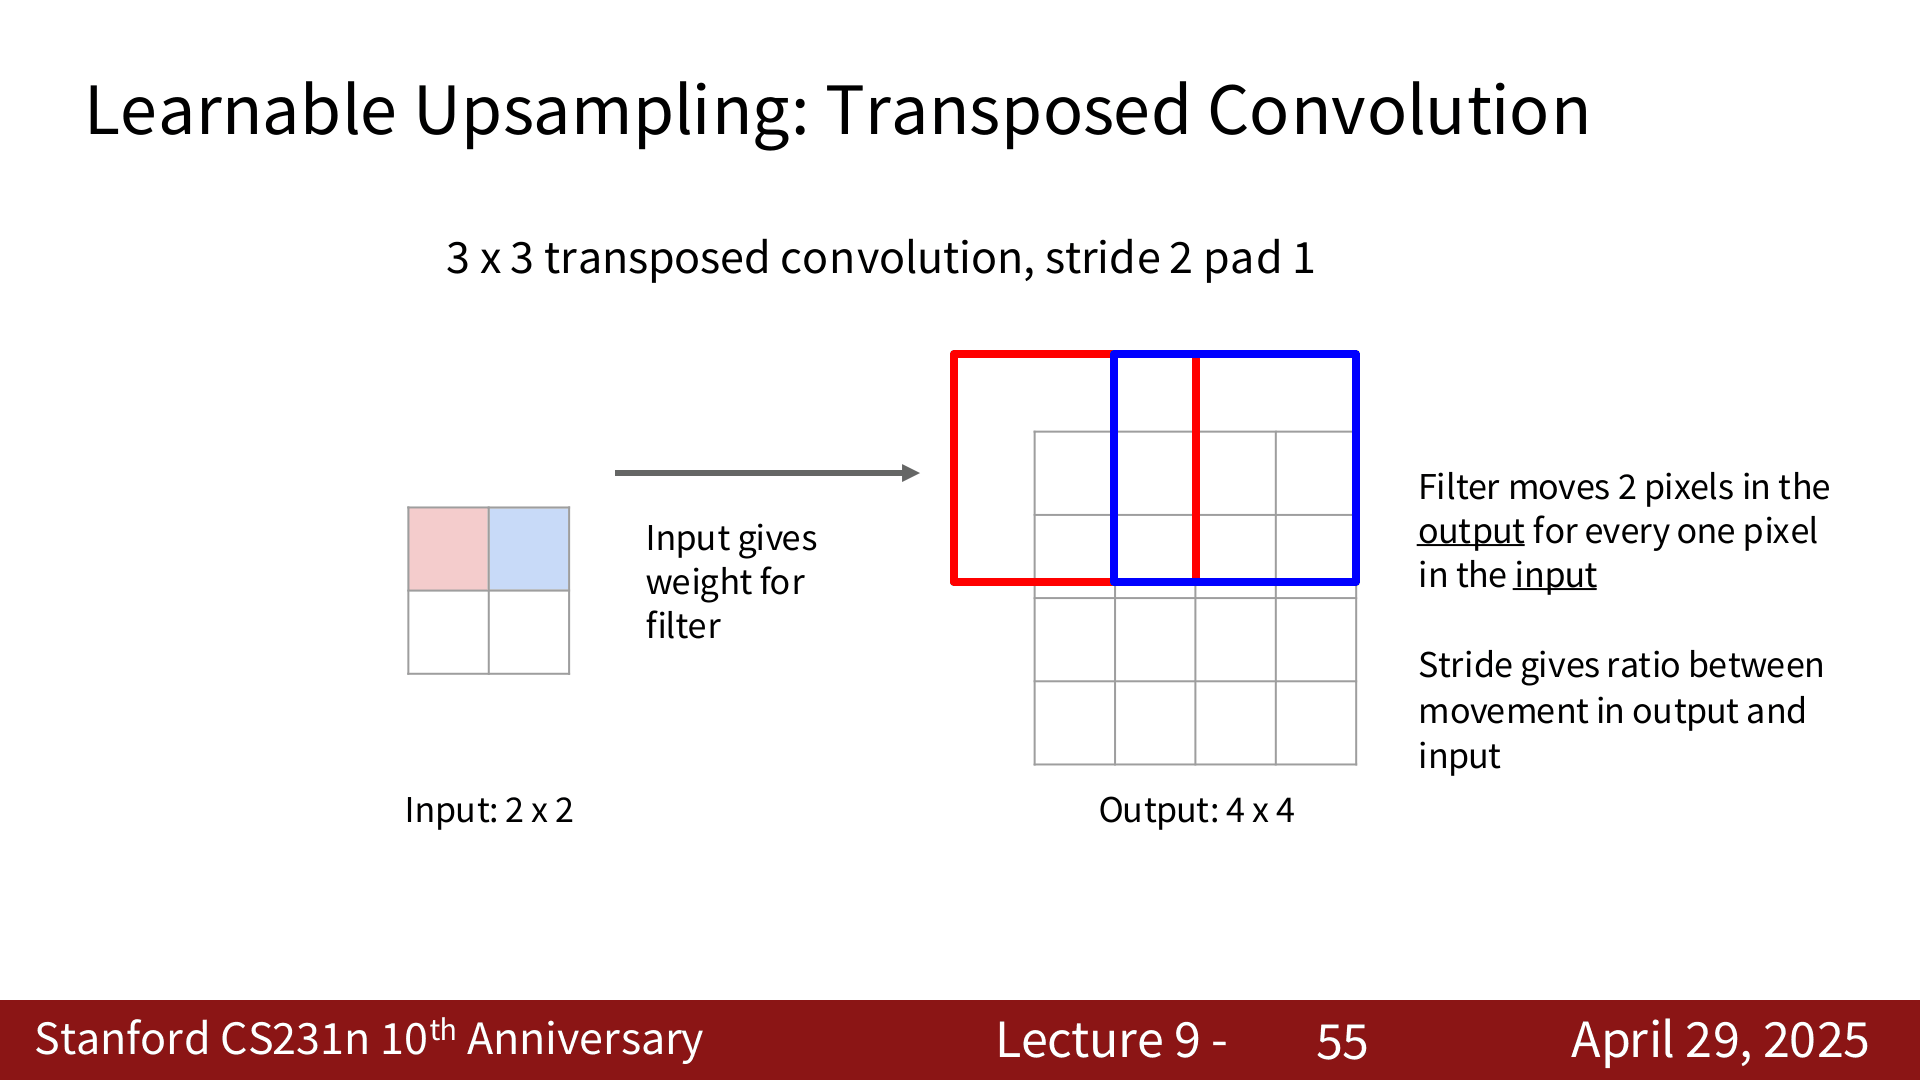 Learnable Upsampling: Transposed Convolution
3 x 3 transposed convolution, stride 2 pad 1
Input gives
weight for
filter
Filter moves 2 pixels in the
output for every one pixel
in the input
Stride gives ratio between
movement in output and
input
Input: 2 x 2
Output: 4 x 4
Stanford CS231n 10th Anniversary
Lecture 9 - 55
April 29, 2025